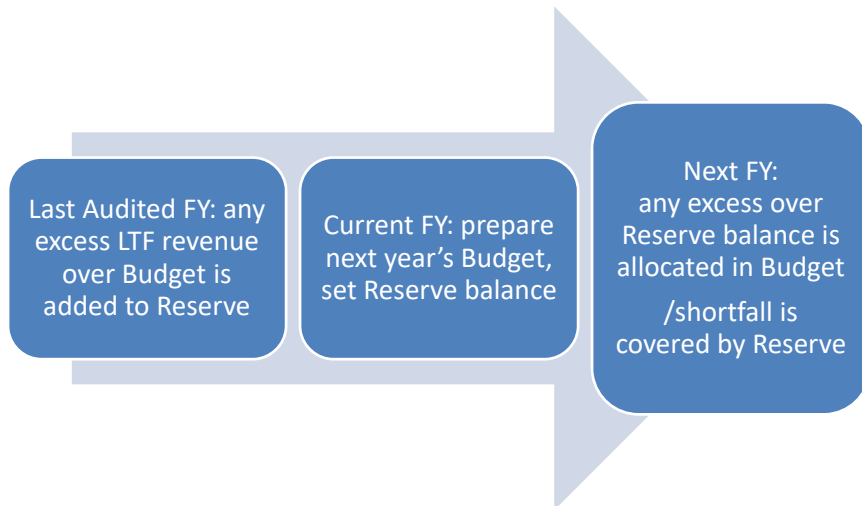 Last Audited FY: any
excess LTF revenue
over Budget is
added to Reserve
Current FY: prepare
next year’s Budget,
set Reserve balance
Next FY:
any excess over
Reserve balance is
allocated in Budget
/shortfall is
covered by Reserve